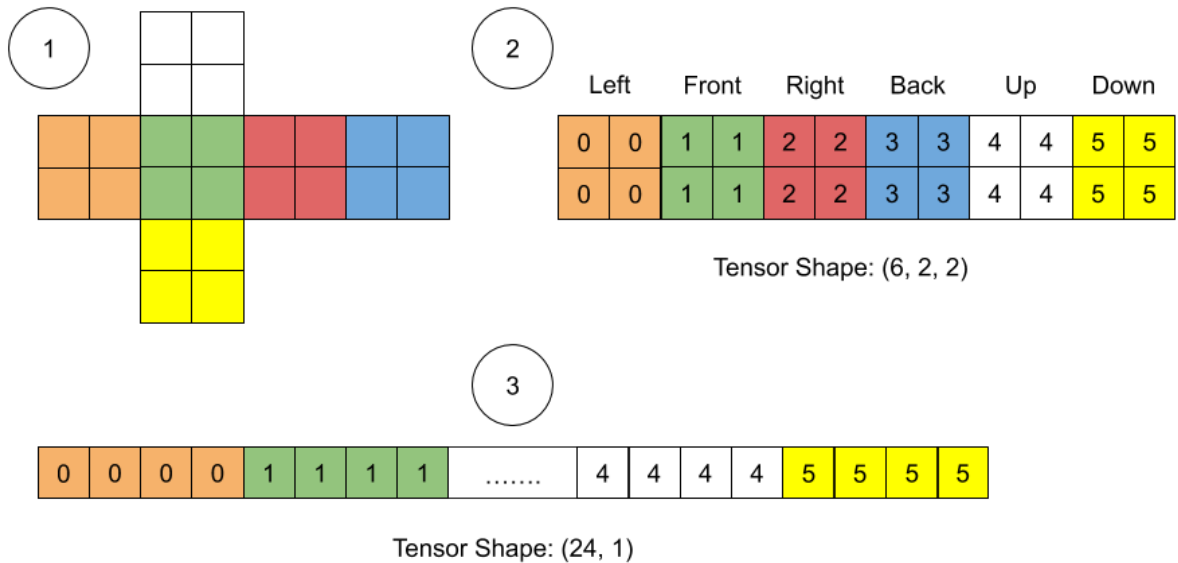 1
2
Left Front Right Back Up Down
0 0 1 1 2 2 3 3 4 4 5 5
0 0 1 1 2 2 3 3 4 4 5 5
Tensor Shape: (6, 2, 2)
3
0 0 0 0 1 1 1 1 ....... 4 4 4 4 5 5 5 5
Tensor Shape: (24, 1)